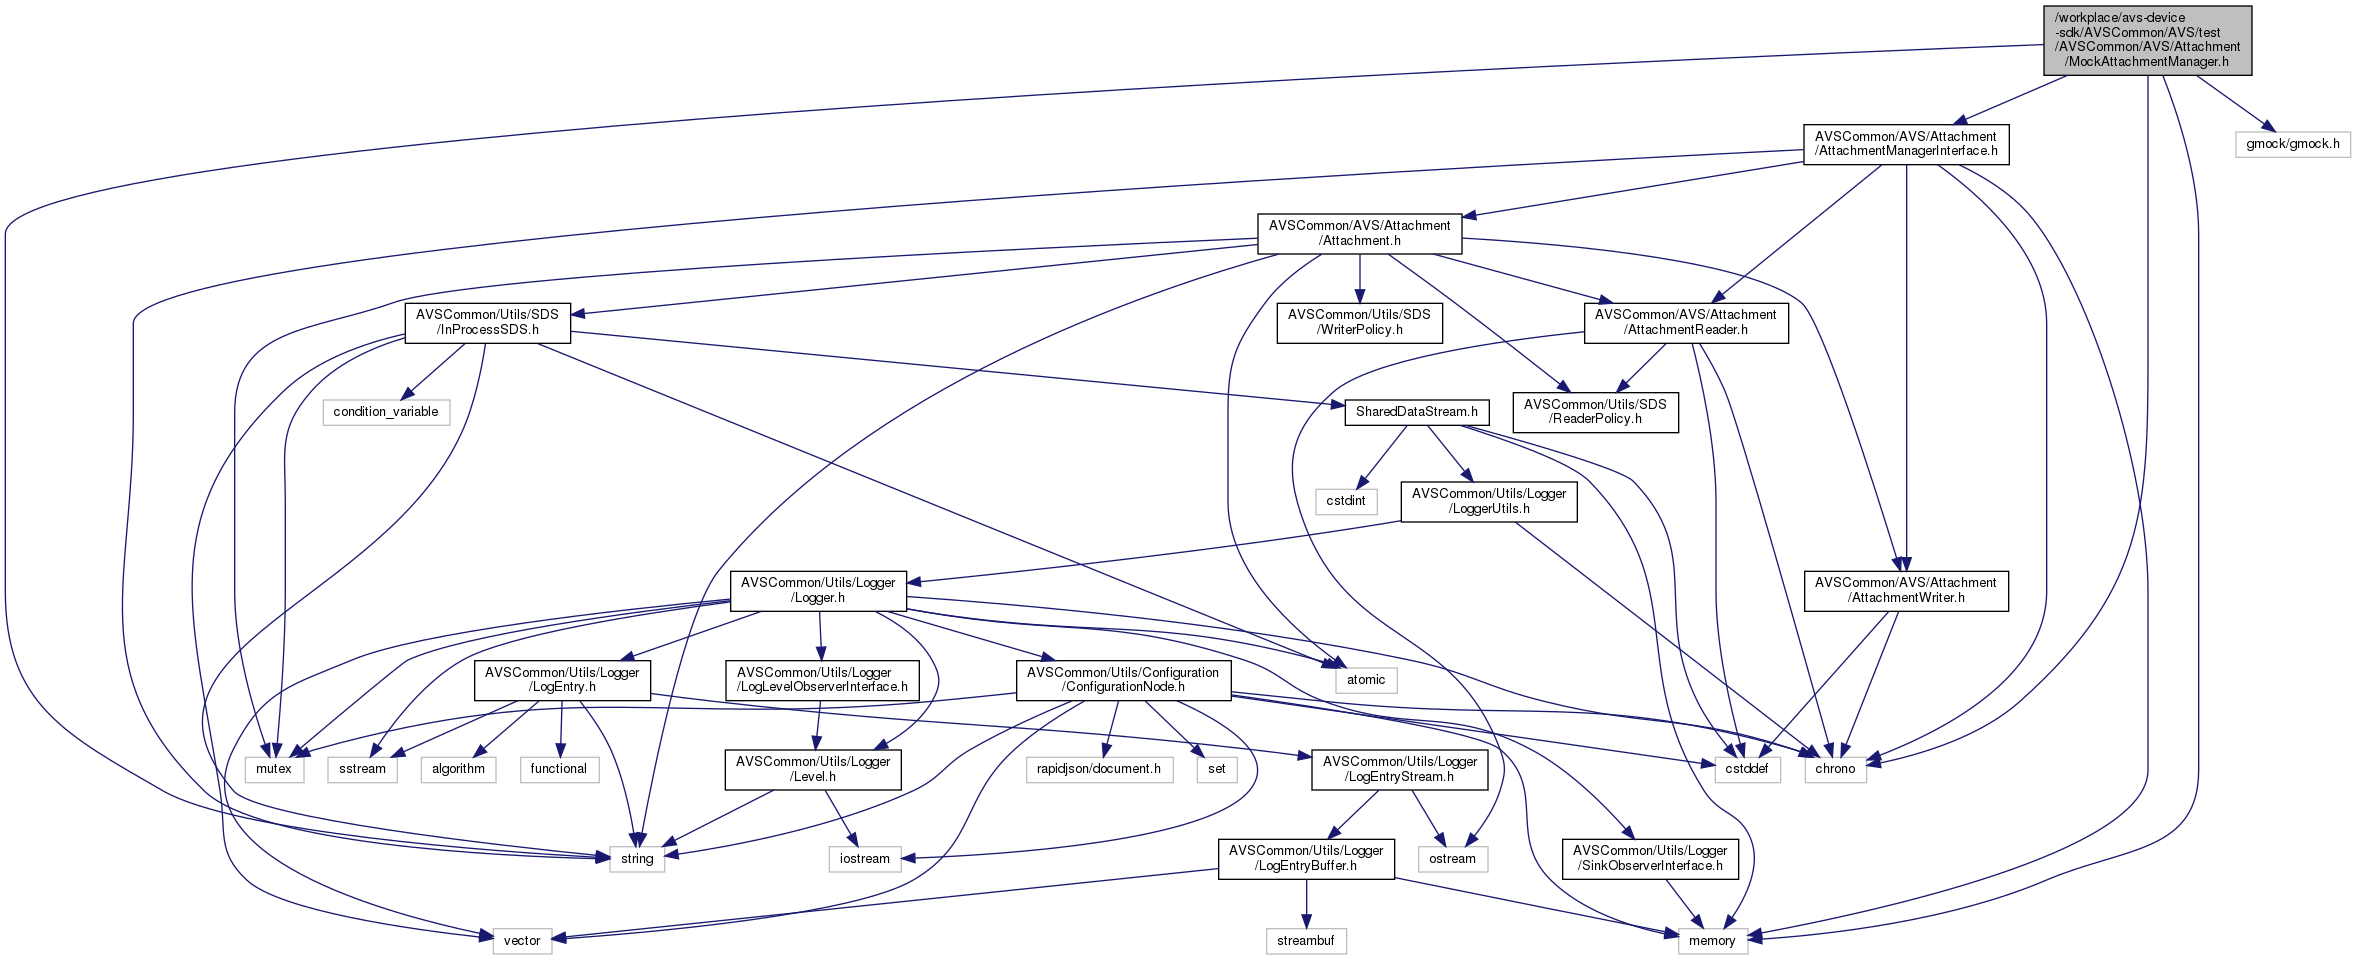 /workplace/avs-device
-sdk/AVSCommon/AVS/test
/AVSCommon/AVS/Attachment
/MockAttachmentManager.h
AVSCommon/AVS/Attachment
/AttachmentManagerInterface.h
gmock/gmock.h
AVSCommon/AVS/Attachment
/Attachment.h
AVSCommon/Utils/SDS
/InProcessSDS.h
AVSCommon/Utils/SDS
/WriterPolicy.h
AVSCommon/AVS/Attachment
/AttachmentReader.h
condition_variable
SharedDataStream.h
AVSCommon/Utils/SDS
/ReaderPolicy.h
cstdint
AVSCommon/Utils/Logger
/LoggerUtils.h
AVSCommon/Utils/Logger
/Logger.h
AVSCommon/AVS/Attachment
/AttachmentWriter.h
AVSCommon/Utils/Logger
/LogEntry.h
AVSCommon/Utils/Logger
/LogLevelObserverInterface.h
AVSCommon/Utils/Configuration
/ConfigurationNode.h
atomic
mutex
sstream
algorithm
functional
AVSCommon/Utils/Logger
/Level.h
rapidjson/document.h
set
AVSCommon/Utils/Logger
/LogEntryStream.h
cstddef
chrono
string
iostream
AVSCommon/Utils/Logger
/LogEntryBuffer.h
ostream
AVSCommon/Utils/Logger
/SinkObserverInterface.h
vector
streambuf
memory